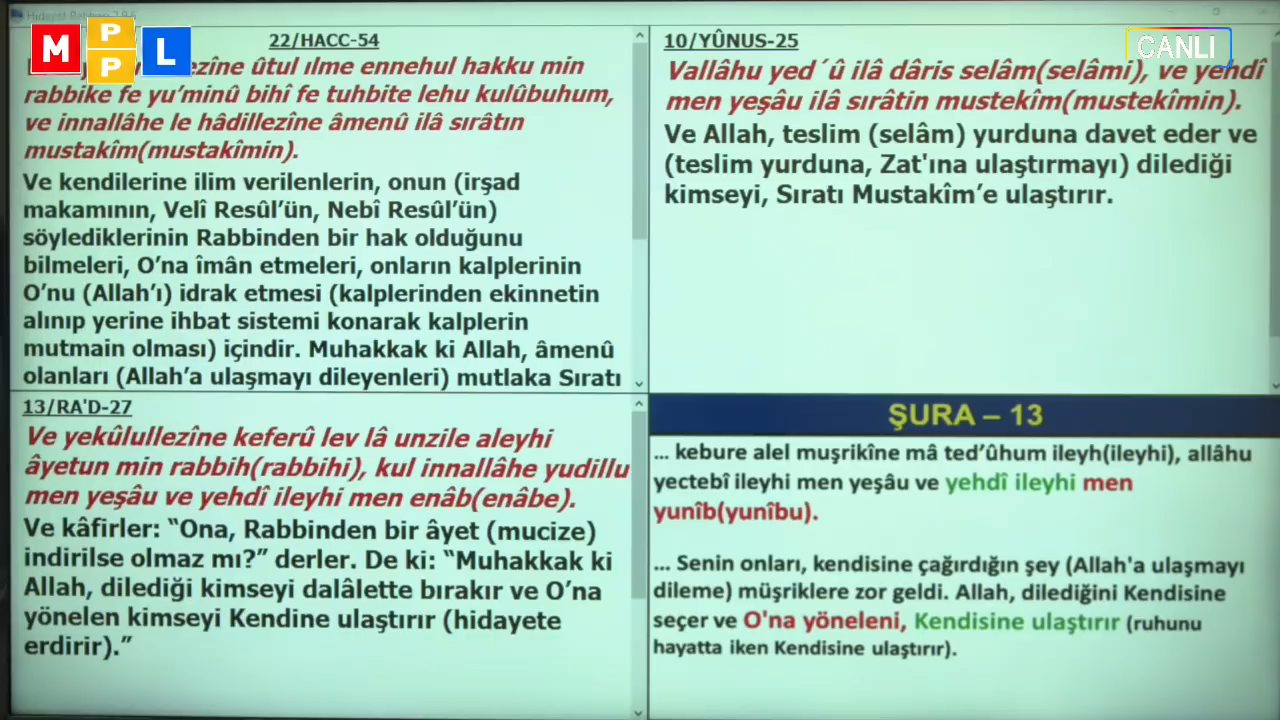 Hidayet Rehberi 2.9.6
M
P
P
L
CANLI
22/HACC-54
ezîne ûtul ılme ennehul hakku min
rabbike fe yu’minû bihî fe tuhbite lehu kulûbuhum,
ve innallâhe le hâdillezîne âmenû ilâ sırâtın
mustakîm(mustakîmin).
Ve kendilerine ilim verilenlerin, onun (irşad
makamının, Velî Resûl’ün, Nebî Resûl’ün)
söylediklerinin Rabbinden bir hak olduğunu
bilmeleri, O’na îmân etmeleri, onların kalplerinin
O’nu (Allah’ı) idrak etmesi (kalplerinden ekinnetin
alınıp yerine ihbat sistemi konarak kalplerin
mutmain olması) içindir. Muhakkak ki Allah, âmenû
olanları (Allah’a ulaşmayı dileyenleri) mutlaka Sıratı
10/YÛNUS-25
Vallâhu yed´û ilâ dâris selâm(selâmi), ve yehdî
men yeşâu ilâ sırâtin mustekîm(mustekîmin).
Ve Allah, teslim (selâm) yurduna davet eder ve
(teslim yurduna, Zat'ına ulaştırmayı) dilediği
kimseyi, Sıratı Mustakîm’e ulaştırır.
13/RA'D-27
Ve yekûlullezîne keferû lev lâ unzile aleyhi
âyetun min rabbih(rabbihi), kul innallâhe yudillu
men yeşâu ve yehdî ileyhi men enâb(enâbe).
Ve kâfirler: “Ona, Rabbinden bir âyet (mucize)
indirilse olmaz mı?” derler. De ki: “Muhakkak ki
Allah, dilediği kimseyi dalâlette bırakır ve O’na
yönelen kimseyi Kendine ulaştırır (hidayete
erdirir).”
ŞURA – 13
... kebure alel muşrikîne mâ ted’ûhum ileyh(ileyhi), allâhu
yectebî ileyhi men yeşâu ve yehdî ileyhi men
yunîb(yunîbu).
... Senin onları, kendisine çağırdığın şey (Allah'a ulaşmayı
dileme) müşriklere zor geldi. Allah, dilediğini Kendisine
seçer ve O'na yöneleni, Kendisine ulaştırır (ruhunu
hayatta iken Kendisine ulaştırır).